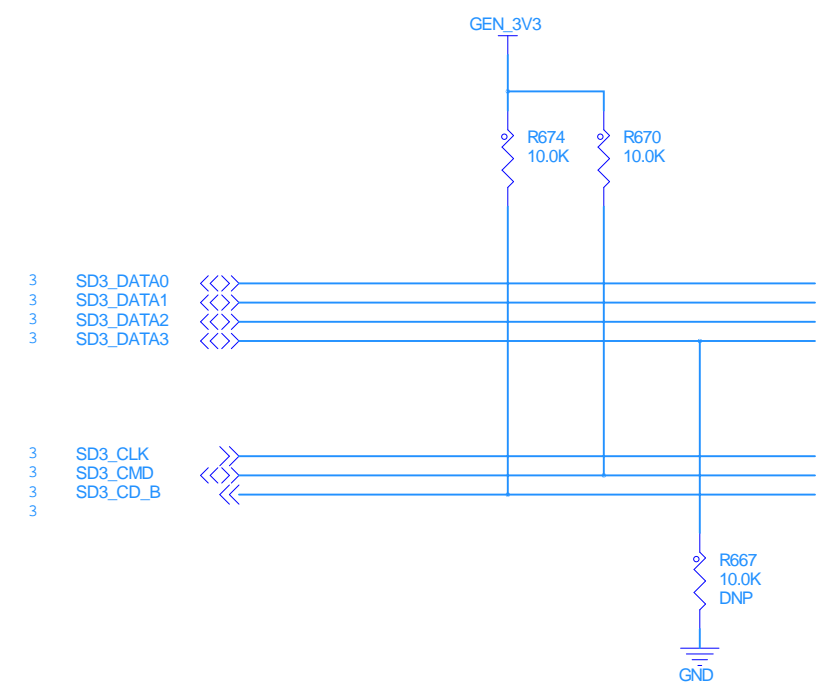 GEN_3V3
R674
10.0K
R670
10.0K
3 SD3_DATA0
3 SD3_DATA1
3 SD3_DATA2
3 SD3_DATA3
3 SD3_CLK
3 SD3_CMD
3 SD3_CD_B
3
R667
10.0K
DNP
GND